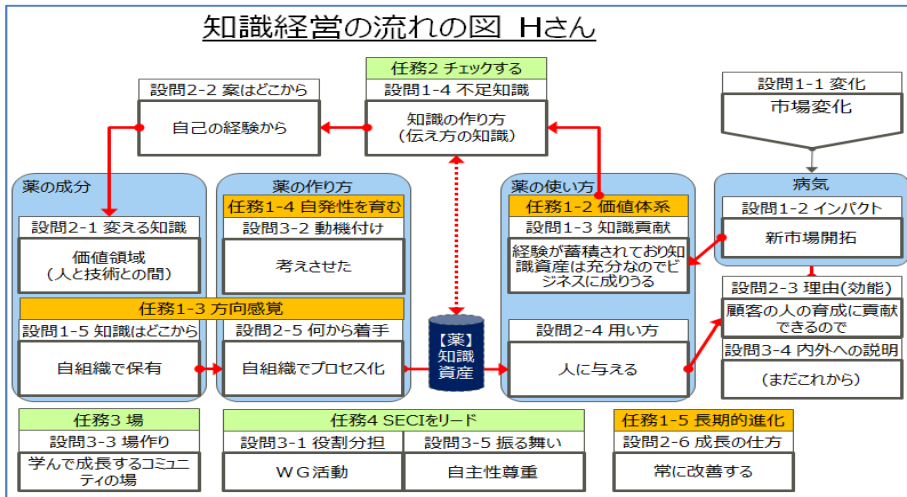 知識経営の流れの図 Hさん
任務2 チェックする
設問1-4 不足知識
知識の作り方
(伝え方の知識)
設問2-2 案はどこから
自己の経験から
設問1-1 変化
市場変化
薬の成分
設問2-1 変える知識
価値領域
(人と技術との間)
薬の作り方
任務1-4 自発性を育む
設問3-2 動機付け
考えさせた
任務1-3 方向感覚
設問1-5 知識はどこから
自組織で保有
設問2-5 何から着手
自組織でプロセス化
【薬】
知識
資産
薬の使い方
任務1-2 価値体系
設問1-3 知識貢献
経験が蓄積されており知
識資産は充分なのでビジ
ネスに成りうる
設問2-4 用い方
人に与える
病気
設問1-2 インパクト
新市場開拓
設問2-3 理由(効能)
顧客の人の育成に貢献
できるので
設問3-4 内外への説明
(まだこれから)
任務3 場
設問3-3 場作り
学んで成長するコミュニ
ティの場
任務4 SECIをリード
設問3-1 役割分担
WG活動
設問3-5 振る舞い
自主性尊重
任務1-5 長期的進化
設問2-6 成長の仕方
常に改善する